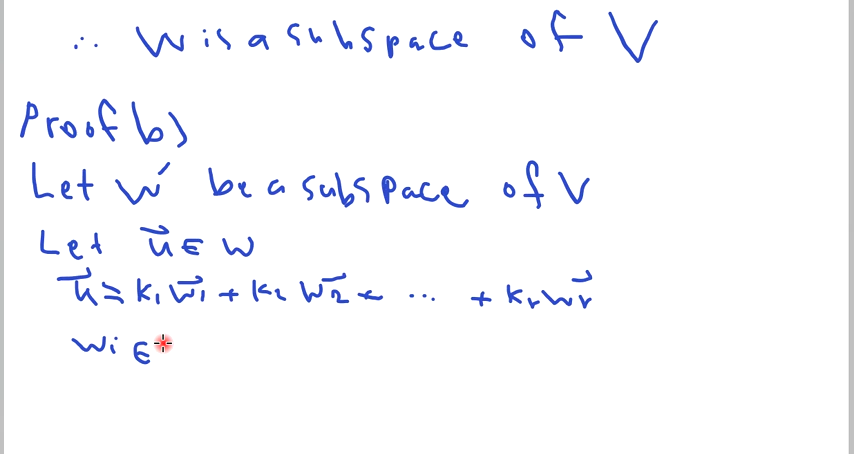 ∴ W is a subspace of V
Proof b)
Let W' be a subspace of V
Let u⃗ ∈ W
u⃗ = k₁w⃗₁ + k₂w⃗₂ + ... + kᵣw⃗ᵣ
wi ∈